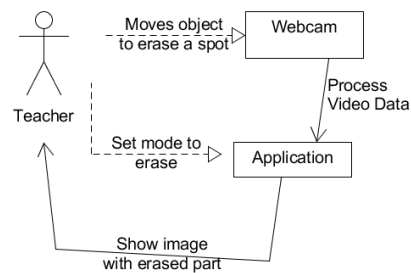 Moves object
to erase a spot
Webcam
Teacher
Process
Video Data
Set mode to
erase
Application
Show image
with erased part